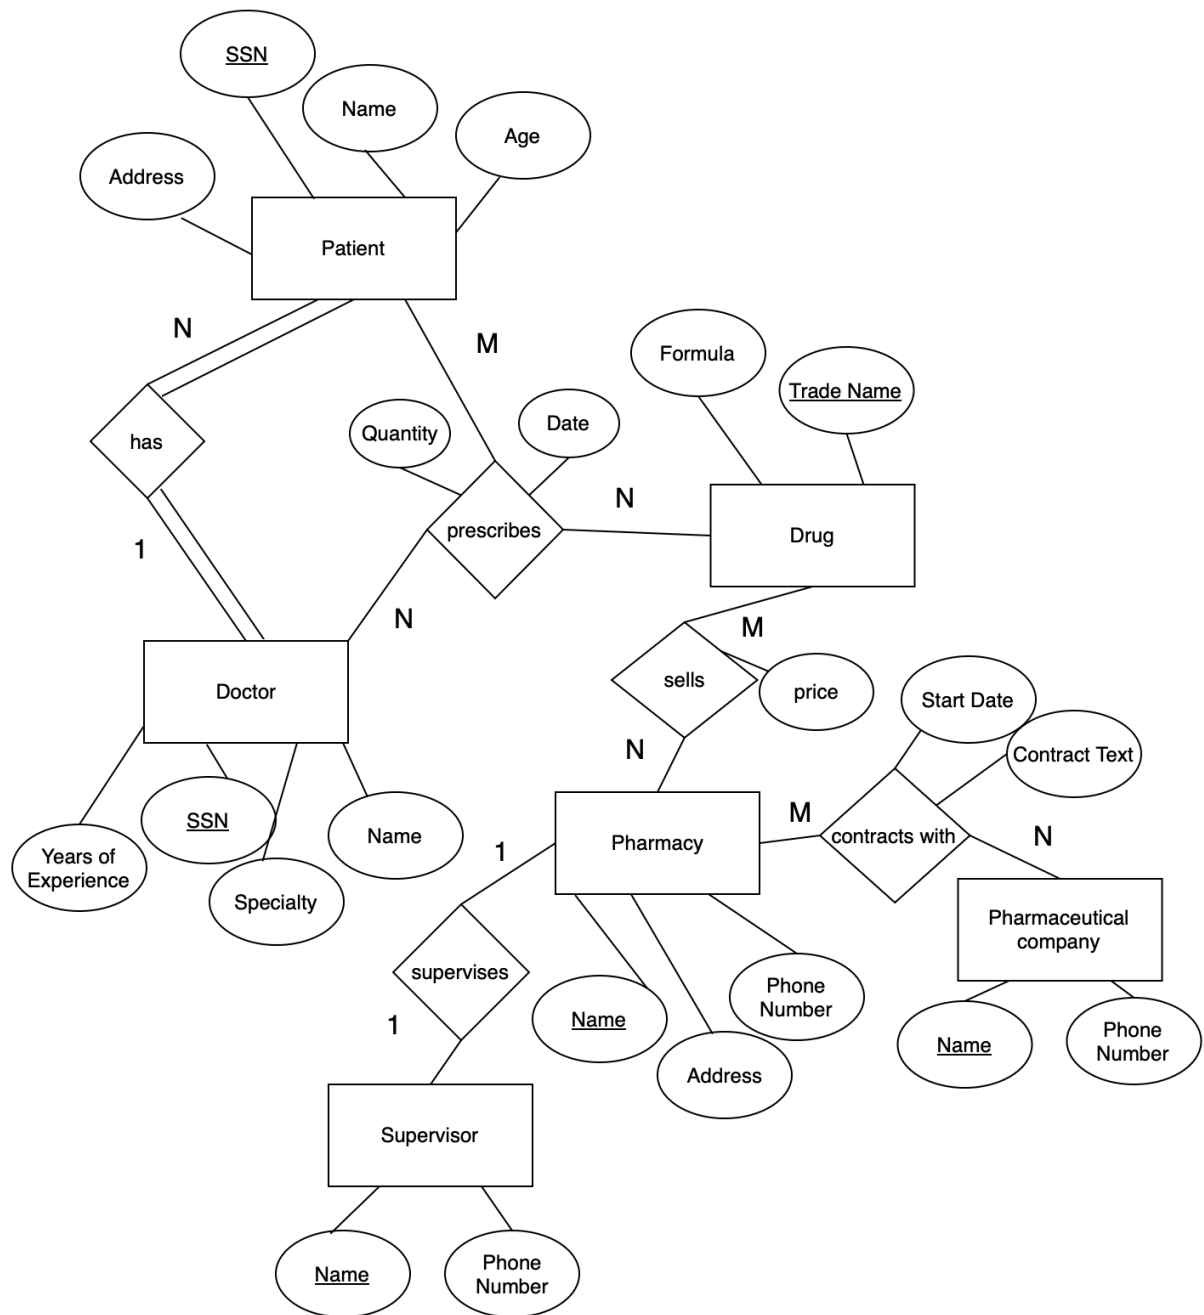 SSN
Name
Age
Address
Patient
N
M
Formula
Trade Name
Quantity
Date
has
N
prescribes
Drug
1
N
M
Doctor
sells
price
Start Date
N
Contract Text
M
contracts with
N
SSN
Name
1
Pharmacy
Years of
Experience
Specialty
Pharmaceutical
company
supervises
Phone
Number
1
Name
Address
Name
Phone
Number
Supervisor
Name
Phone
Number